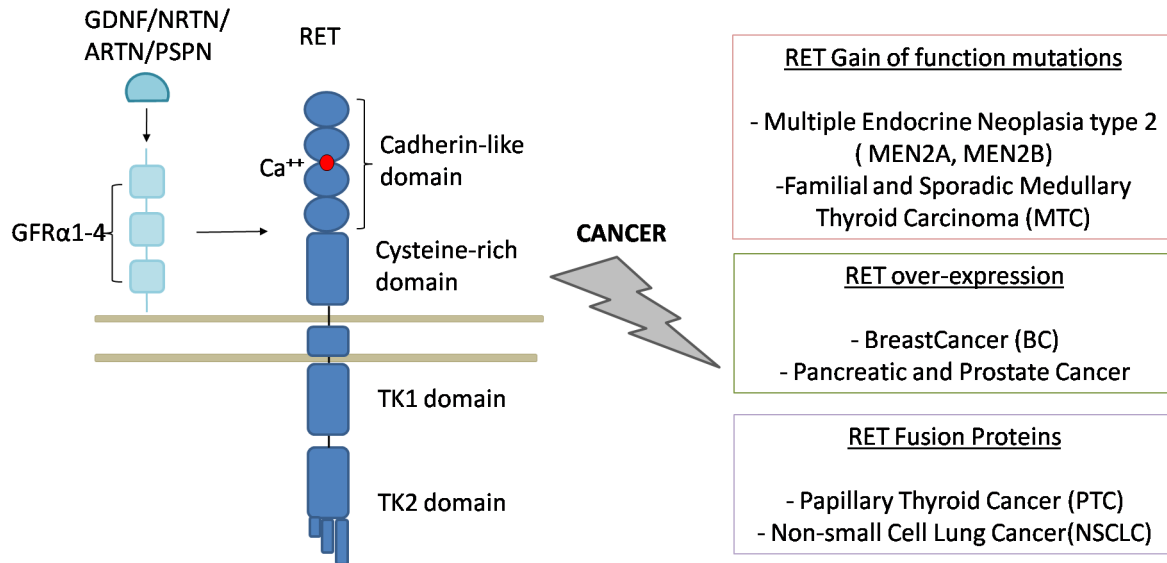 GDNF/NRTN/
ARTN/PSPN
RET
Ca⁺⁺
Cadherin-like
domain
GFRα1-4
Cysteine-rich
domain
TK1 domain
TK2 domain
CANCER
RET Gain of function mutations
- Multiple Endocrine Neoplasia type 2
( MEN2A, MEN2B)
-Familial and Sporadic Medullary
Thyroid Carcinoma (MTC)
RET over-expression
- BreastCancer (BC)
- Pancreatic and Prostate Cancer
RET Fusion Proteins
- Papillary Thyroid Cancer (PTC)
- Non-small Cell Lung Cancer(NSCLC)